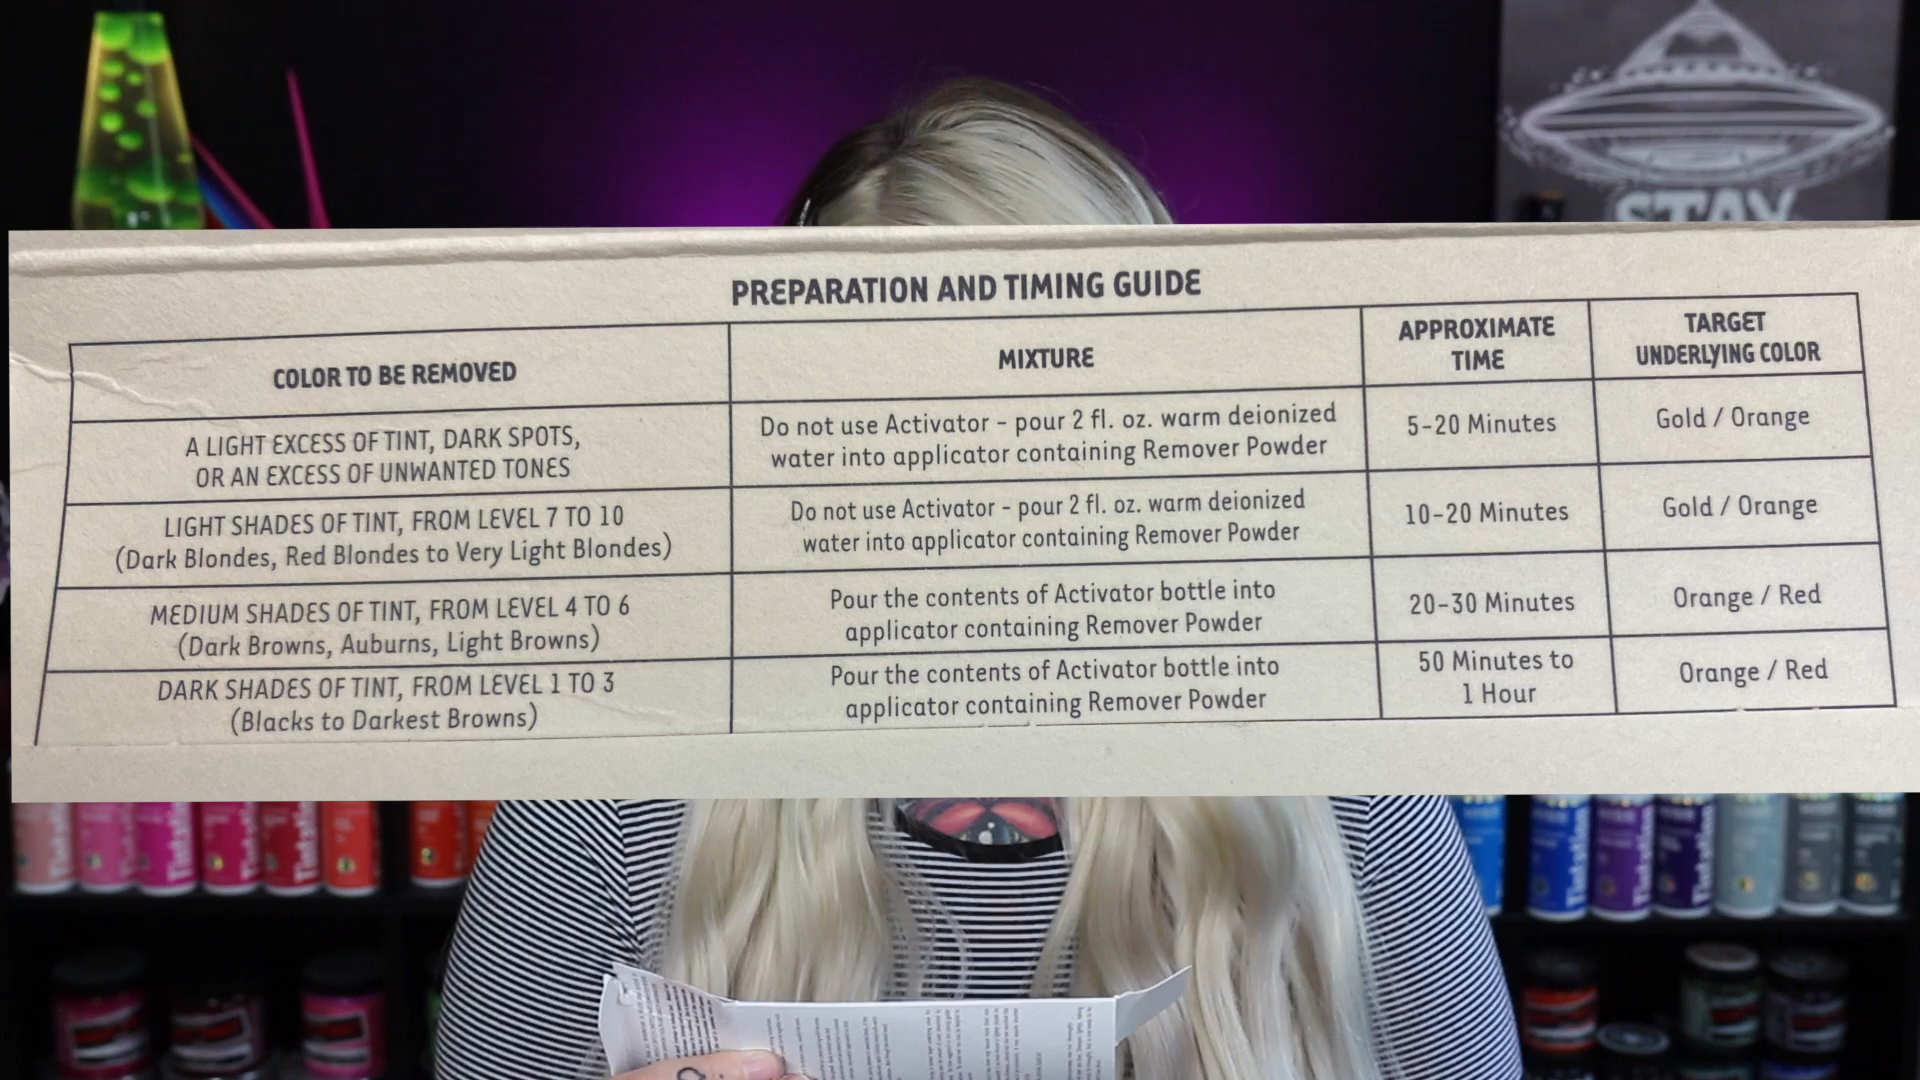 STAY
PREPARATION AND TIMING GUIDE
COLOR TO BE REMOVED
MIXTURE
APPROXIMATE
TIME
TARGET
UNDERLYING COLOR
A LIGHT EXCESS OF TINT, DARK SPOTS,
OR AN EXCESS OF UNWANTED TONES
Do not use Activator - pour 2 fl. oz. warm deionized
water into applicator containing Remover Powder
5-20 Minutes
Gold / Orange
LIGHT SHADES OF TINT, FROM LEVEL 7 TO 10
(Dark Blondes, Red Blondes to Very Light Blondes)
Do not use Activator - pour 2 fl. oz. warm deionized
water into applicator containing Remover Powder
10-20 Minutes
Gold / Orange
MEDIUM SHADES OF TINT, FROM LEVEL 4 TO 6
(Dark Browns, Auburns, Light Browns)
Pour the contents of Activator bottle into
applicator containing Remover Powder
20-30 Minutes
Orange / Red
DARK SHADES OF TINT, FROM LEVEL 1 TO 3
(Blacks to Darkest Browns)
Pour the contents of Activator bottle into
applicator containing Remover Powder
50 Minutes to
1 Hour
Orange / Red